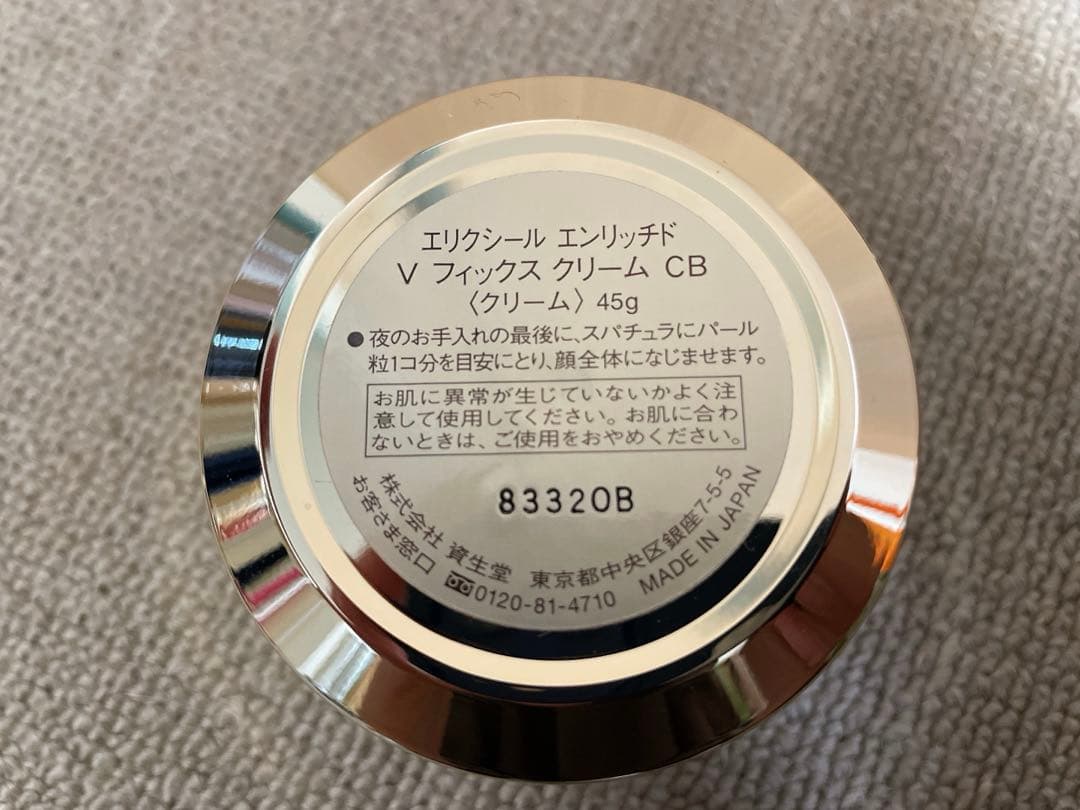 エリクシール エンリッチド
V フィックス クリーム CB
〈クリーム〉 45g
●夜のお手入れの最後に、スパチュラにパール
粒1コ分を目安にとり、顔全体になじませます。
お肌に異常が生じていないかよく注
意して使用してください。お肌に合わ
ないときは、ご使用をおやめください。
83320B
株式会社 資生堂 東京都中央区銀座7-5-5
お客さま窓口 0120-81-4710 MADE IN JAPAN